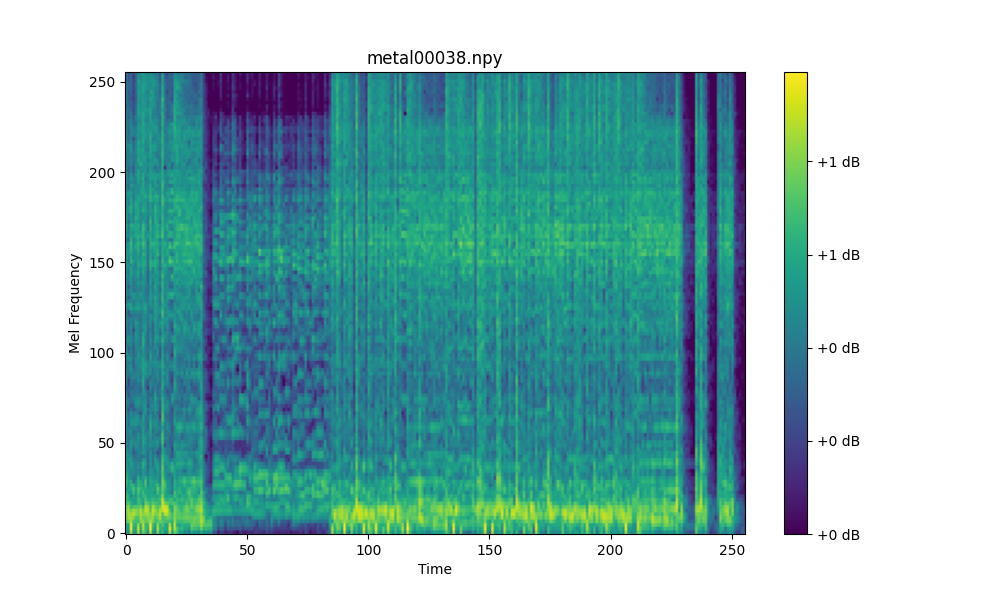 metal00038.npy
Mel Frequency
250
200
150
100
50
0
0 50 100 150 200 250
Time
+1 dB
+1 dB
+0 dB
+0 dB
+0 dB